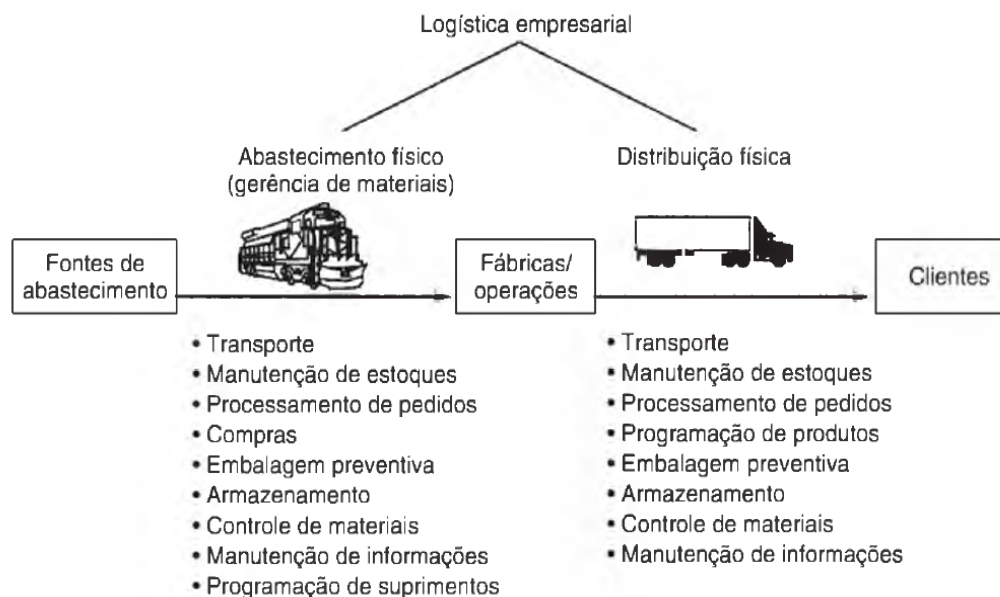 Logística empresarial
Abastecimento físico
(gerência de materiais)
Distribuição física
Fontes de
abastecimento
Fábricas/
operações
Clientes
• Transporte
• Manutenção de estoques
• Processamento de pedidos
• Compras
• Embalagem preventiva
• Armazenamento
• Controle de materiais
• Manutenção de informações
• Programação de suprimentos
• Transporte
• Manutenção de estoques
• Processamento de pedidos
• Programação de produtos
• Embalagem preventiva
• Armazenamento
• Controle de materiais
• Manutenção de informações